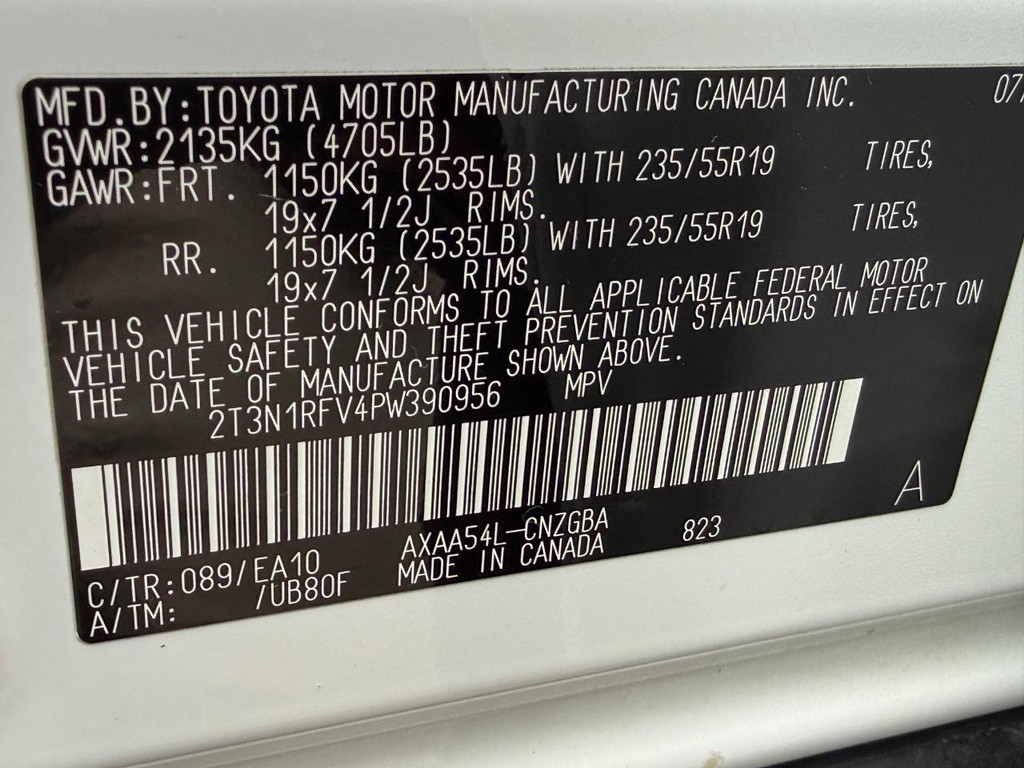 MFD.BY:TOYOTA MOTOR MANUFACTURING CANADA INC.
GVWR:2135KG (4705LB)
GAWR:FRT. 1150KG (2535LB) WITH 235/55R19 TIRES,
19x7 1/2J RIMS.
RR. 1150KG (2535LB) WITH 235/55R19 TIRES,
19x7 1/2J RIMS.
THIS VEHICLE CONFORMS TO ALL APPLICABLE FEDERAL MOTOR
VEHICLE SAFETY AND THEFT PREVENTION STANDARDS IN EFFECT ON
THE DATE OF MANUFACTURE SHOWN ABOVE.
2T3N1RFV4PW390956 MPV
A
C/TR:089/EA10 AXAA54L-CNZGBA 823
A/TM: /UB80F MADE IN CANADA